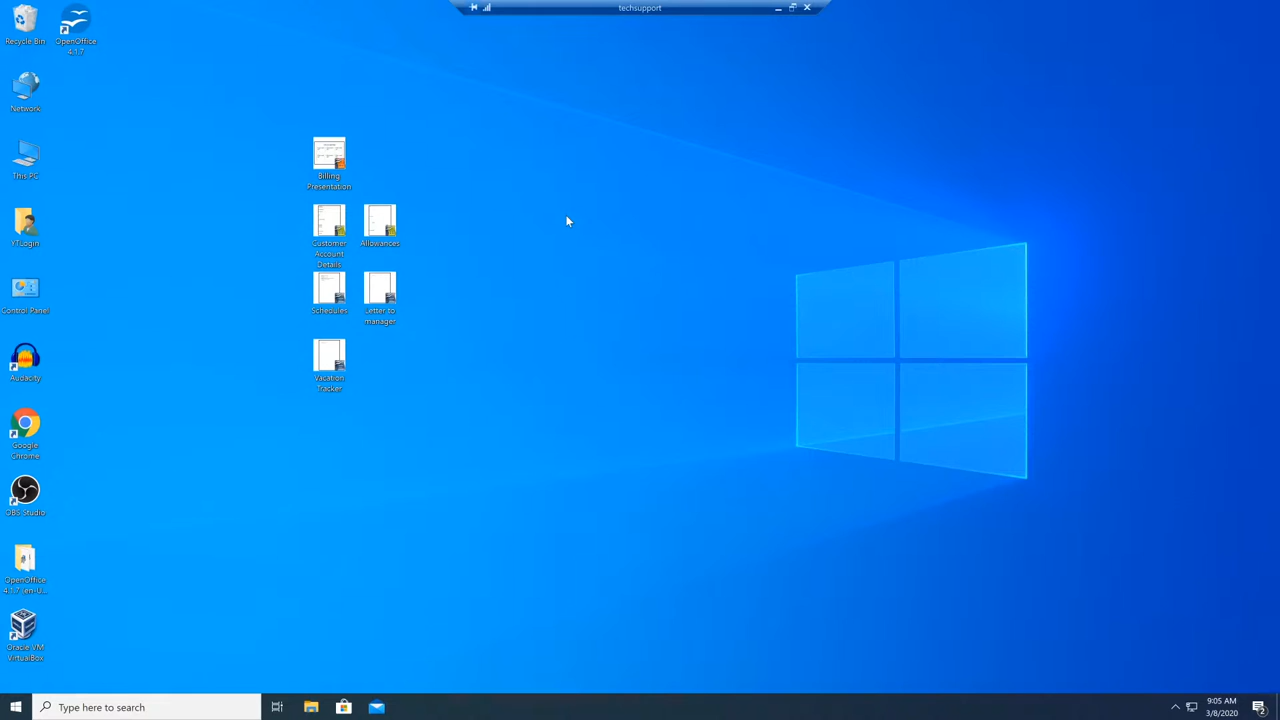 techsupport
Recycle Bin
OpenOffice
4.1.7
Network
This PC
YTLogin
Control Panel
Audacity
Google
Chrome
OBS Studio
OpenOffice
4.1.7 (en-U...
Oracle VM
VirtualBox
Billing
Presentation
Customer
Account
Details
Allowances
Schedules
Letter to
manager
Vacation
Tracker
Type here to search
9:05 AM
3/8/2020
2